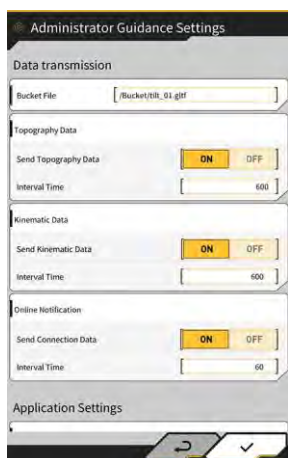 Administrator Guidance Settings
Data transmission
Bucket File /Bucket/tilt_01.gltf
Topography Data
Send Topography Data ON OFF
Interval Time 600
Kinematic Data
Send Kinematic Data ON OFF
Interval Time 600
Online Notification
Send Connection Data ON OFF
Interval Time 60
Application Settings